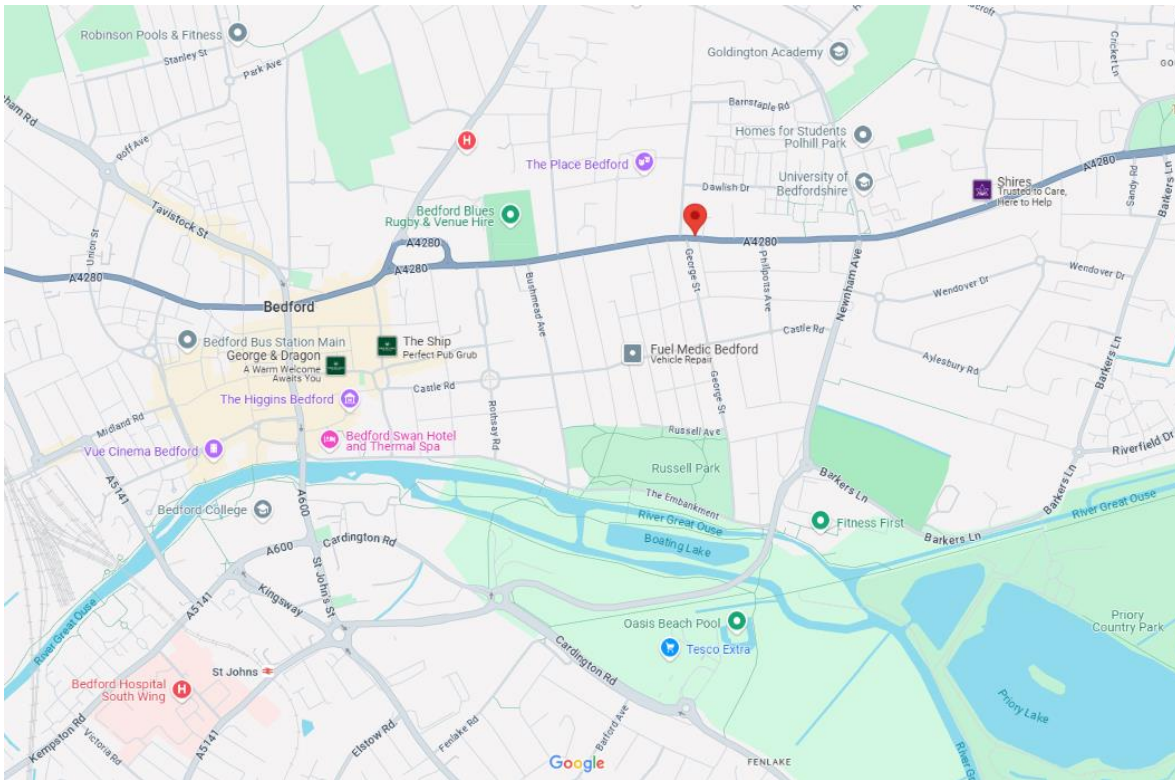 Robinson Pools & Fitness
Stanley St
Park Ave
Goldington Academy
Cricket Ln
Barnstaple Rd
Roff Ave
H
Homes for Students
Polhill Park
The Place Bedford
University of
Bedfordshire
Dawlish Dr
Shires
Trusted to Care,
Here to Help
A4280
Sandy Rd
Barkers Ln
Tavistock St
Bedford Blues
Rugby & Venue Hire
Union St
A4280
A4280
A4280
A4280
George St
Philpotts Ave
Newnham Ave
Wendover Dr
Wendover Dr
Bushmead Ave
Bedford
Castle Rd
Bedford Bus Station Main
The Ship
Perfect Pub Grub
George & Dragon
A Warm Welcome
Awaits You
Fuel Medic Bedford
Vehicle Repair
Aylesbury Rd
Barkers Ln
Castle Rd
George St
The Higgins Bedford
Rothsay Rd
Midland Rd
Bedford Swan Hotel
and Thermal Spa
Russell Ave
Vue Cinema Bedford
Riverfield Dr
Russell Park
Barkers Ln
Barkers Ln
A5141
A600
The Embankment
Bedford College
River Great Ouse
Fitness First
River Great Ouse
Cardington Rd
Boating Lake
Barkers Ln
A600
St John's St
Kingsway
A5141
Oasis Beach Pool
Priory
Country Park
River Great Ouse
Tesco Extra
Cardington Rd
St Johns
Bedford Hospital
South Wing
H
Priory Lake
Kempston Rd
Victoria Rd
A5141
Elstow Rd.
Fenlake Rd
Barford Ave
Google
FENLAKE